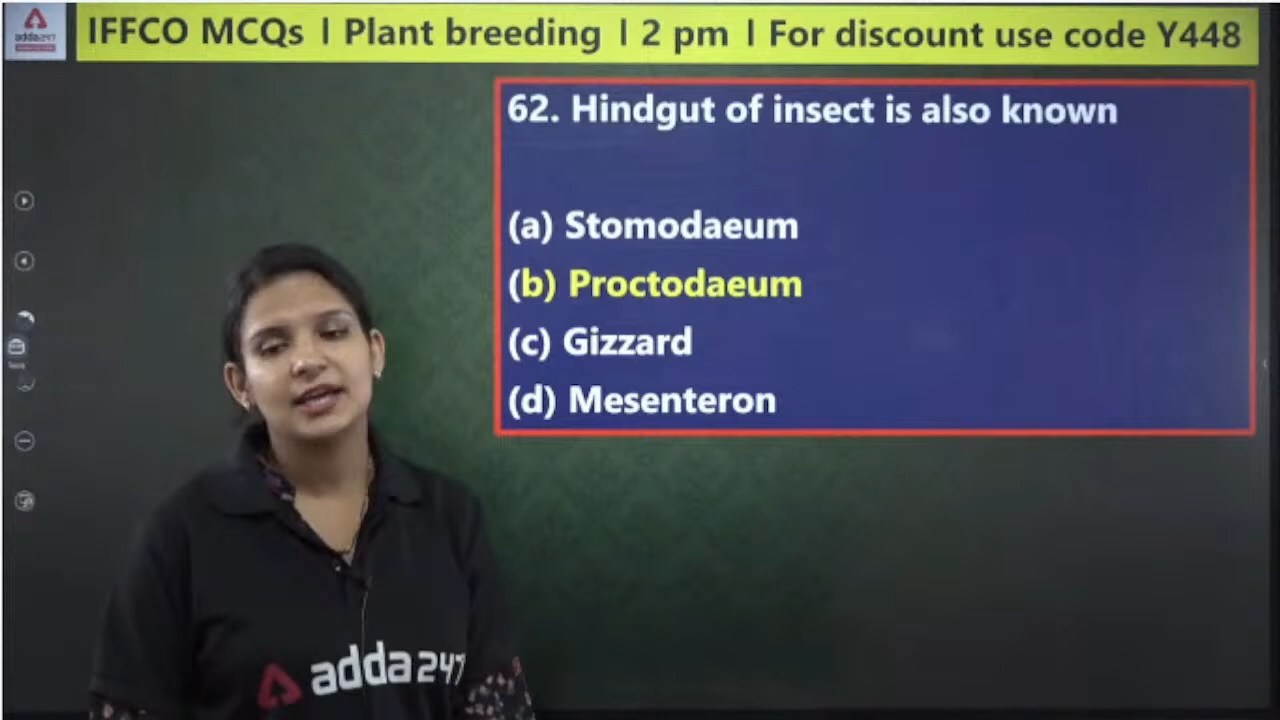 IFFCO MCQs I Plant breeding I 2 pm I For discount use code Y448
adda247
62. Hindgut of insect is also known
(a) Stomodaeum
(b) Proctodaeum
(c) Gizzard
(d) Mesenteron
adda247